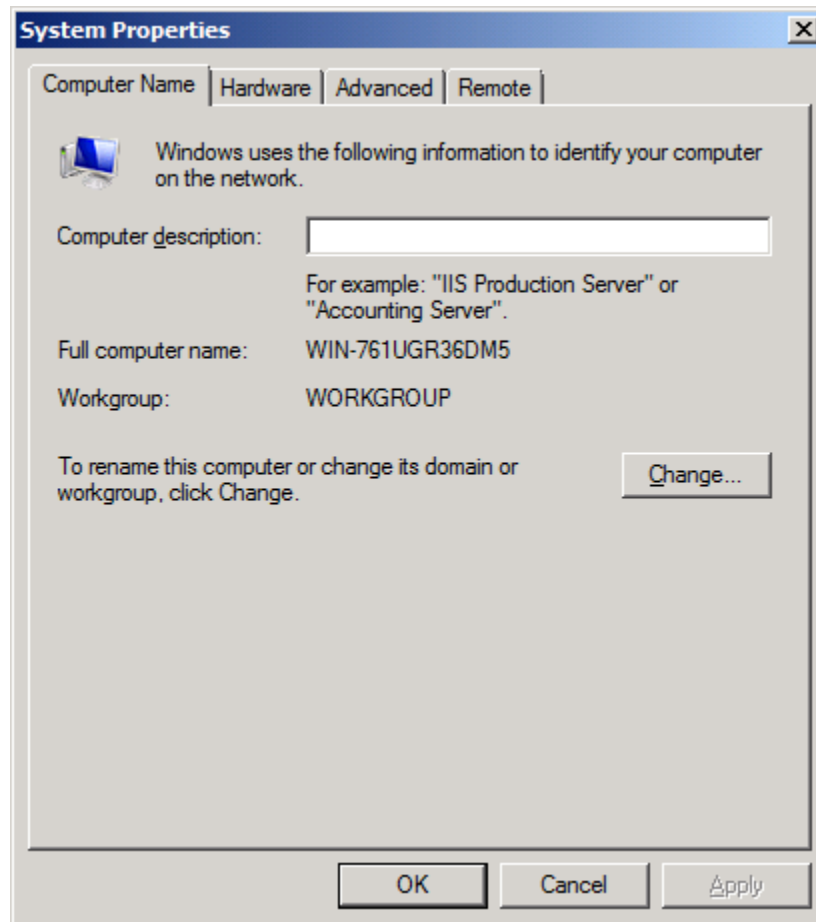 System Properties
Computer Name Hardware Advanced Remote
Windows uses the following information to identify your computer
on the network.
Computer description:
For example: "IIS Production Server" or
"Accounting Server".
Full computer name: WIN-761UGR36DM5
Workgroup: WORKGROUP
To rename this computer or change its domain or
workgroup, click Change.
Change...
OK Cancel Apply